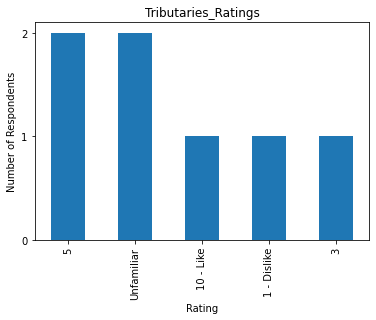 Tributaries_Ratings
Number of Respondents
2
1
0
5
Unfamiliar
10 - Like
1 - Dislike
3
Rating